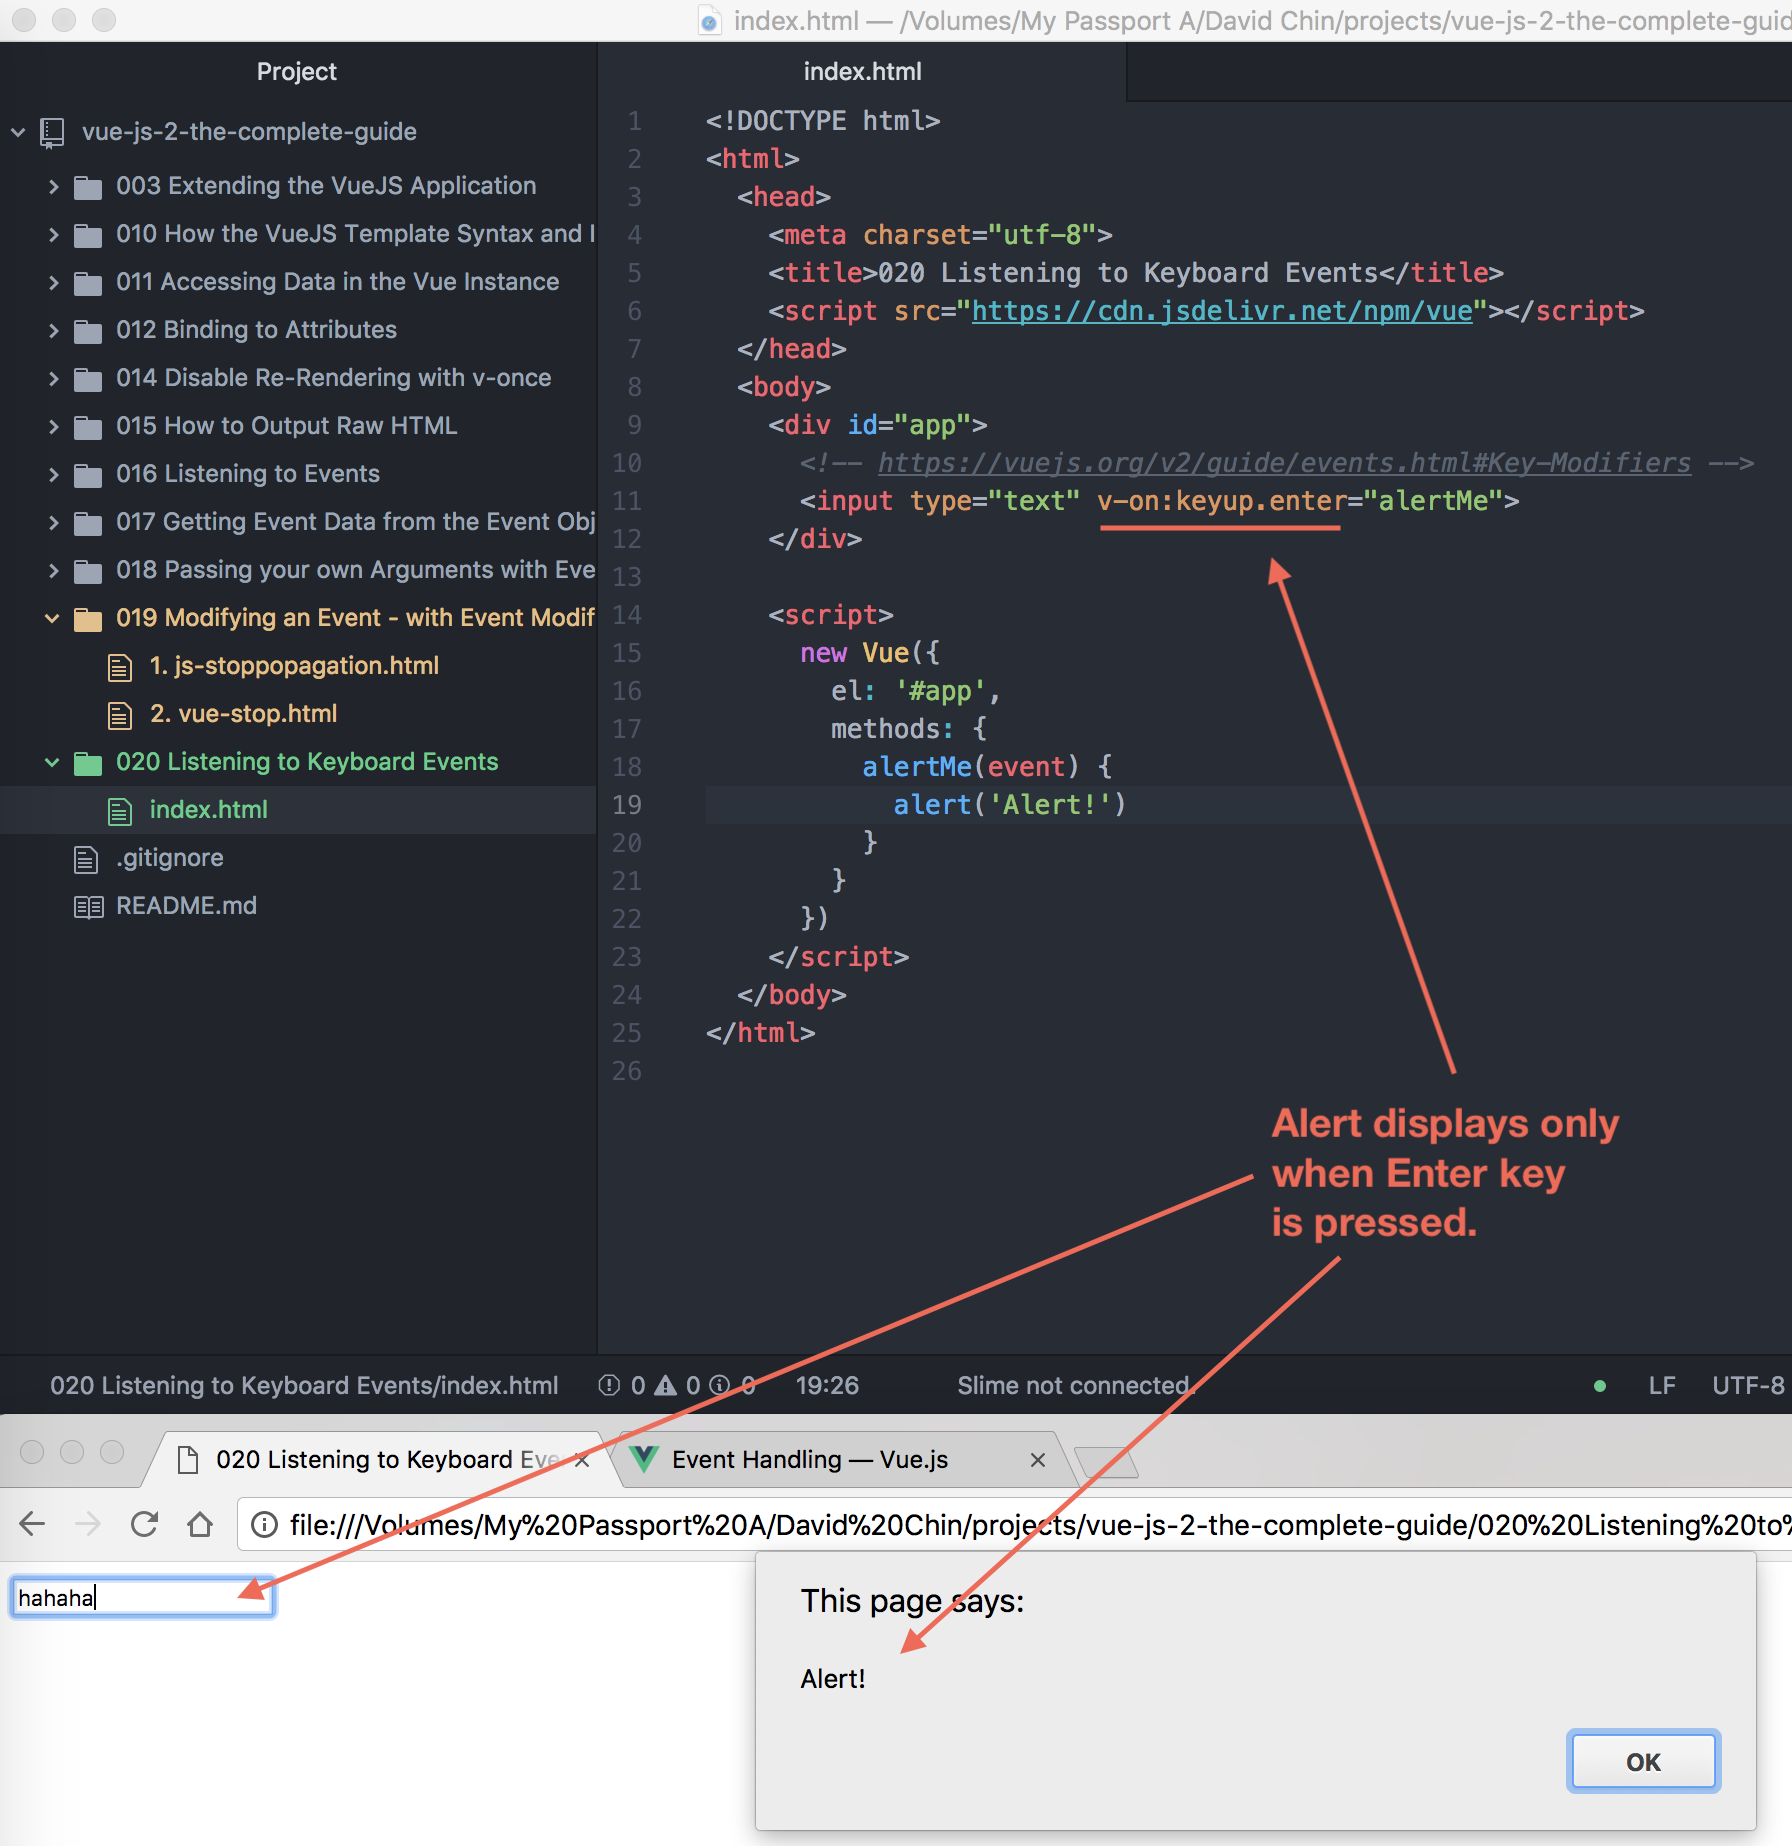 index.html — /Volumes/My Passport A/David Chin/projects/vue-js-2-the-complete-guid
Project
vue-js-2-the-complete-guide
003 Extending the VueJS Application
010 How the VueJS Template Syntax and I
011 Accessing Data in the Vue Instance
012 Binding to Attributes
014 Disable Re-Rendering with v-once
015 How to Output Raw HTML
016 Listening to Events
017 Getting Event Data from the Event Obj
018 Passing your own Arguments with Eve
019 Modifying an Event - with Event Modif
1. js-stoppopagation.html
2. vue-stop.html
020 Listening to Keyboard Events
index.html
.gitignore
README.md
index.html
1 <!DOCTYPE html>
2 <html>
3 <head>
4 <meta charset="utf-8">
5 <title>020 Listening to Keyboard Events</title>
6 <script src="https://cdn.jsdelivr.net/npm/vue"></script>
7 </head>
8 <body>
9 <div id="app">
10 <!-- https://vuejs.org/v2/guide/events.html#Key-Modifiers -->
11 <input type="text" v-on:keyup.enter="alertMe">
12 </div>
13
14 <script>
15 new Vue({
16 el: '#app',
17 methods: {
18 alertMe(event) {
19 alert('Alert!')
20 }
21 }
22 })
23 </script>
24 </body>
25 </html>
26
Alert displays only
when Enter key
is pressed.
020 Listening to Keyboard Events/index.html 0 0 0 19:26 Slime not connected. LF UTF-8
020 Listening to Keyboard Eve Event Handling — Vue.js
file:///Volumes/My%20Passport%20A/David%20Chin/projects/vue-js-2-the-complete-guide/020%20Listening%20to%
hahaha
This page says:
Alert!
OK